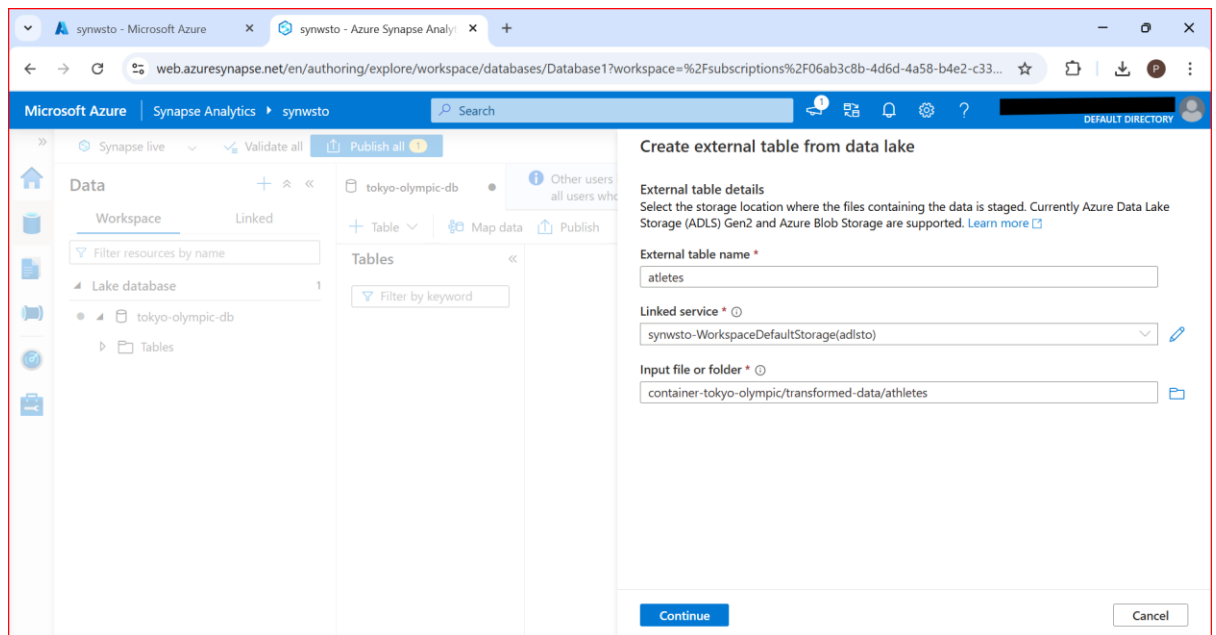 synwsto - Microsoft Azure
synwsto - Azure Synapse Analyt
web.azuresynapse.net/en/authoring/explore/workspace/databases/Database1?workspace=%2Fsubscriptions%2F06ab3c8b-4d6d-4a58-b4e2-c33...
P
Microsoft Azure
Synapse Analytics
synwsto
Search
1
DEFAULT DIRECTORY
Synapse live
Validate all
Publish all 1
Data
Workspace
Linked
Filter resources by name
Lake database 1
tokyo-olympic-db
Tables
tokyo-olympic-db
Other users
all users who
Table
Map data
Publish
Tables
Filter by keyword
Create external table from data lake
External table details
Select the storage location where the files containing the data is staged. Currently Azure Data Lake
Storage (ADLS) Gen2 and Azure Blob Storage are supported. Learn more
External table name *
atletes
Linked service *
synwsto-WorkspaceDefaultStorage(adlsto)
Input file or folder *
container-tokyo-olympic/transformed-data/athletes
Continue
Cancel